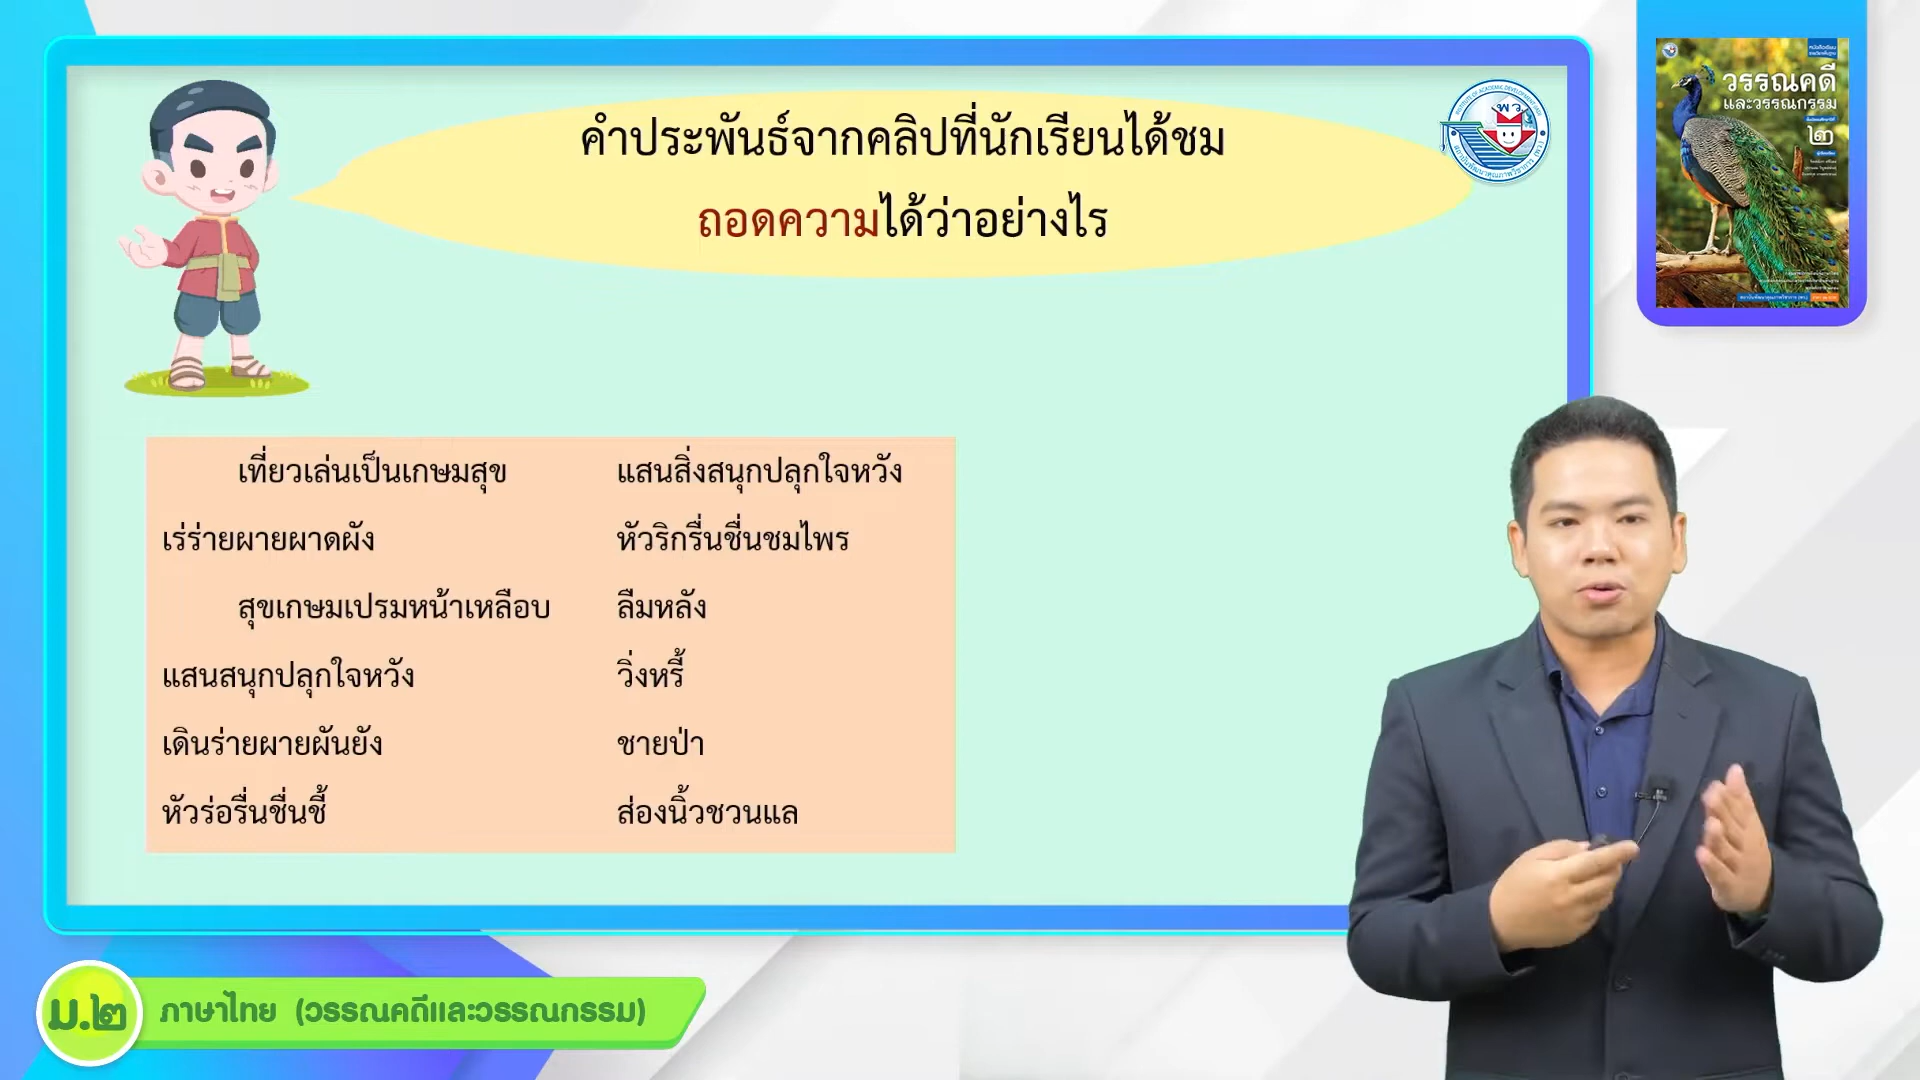 คำประพันธ์จากคลิปที่นักเรียนได้ชม
ถอดความได้ว่าอย่างไร
เที่ยวเล่นเป็นเกษมสุข แสนสิ่งสนุกปลุกใจหวัง
เร่ร่ายผายผาดผัง หัวริกรื่นชื่นชมไพร
สุขเกษมเปรมหน้าเหลือบ ลืมหลัง
แสนสนุกปลุกใจหวัง วิ่งหรี้
เดินร่ายผายผันยัง ชายป่า
หัวร่อรื่นชื่นชี้ ส่องนิ้วชวนแล
พว.
วรรณคดี
และวรรณกรรม
๒
ม.๒
ภาษาไทย (วรรณคดีและวรรณกรรม)